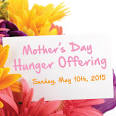 Mother's Day
Hunger Offering
Sunday, May 10th, 2015